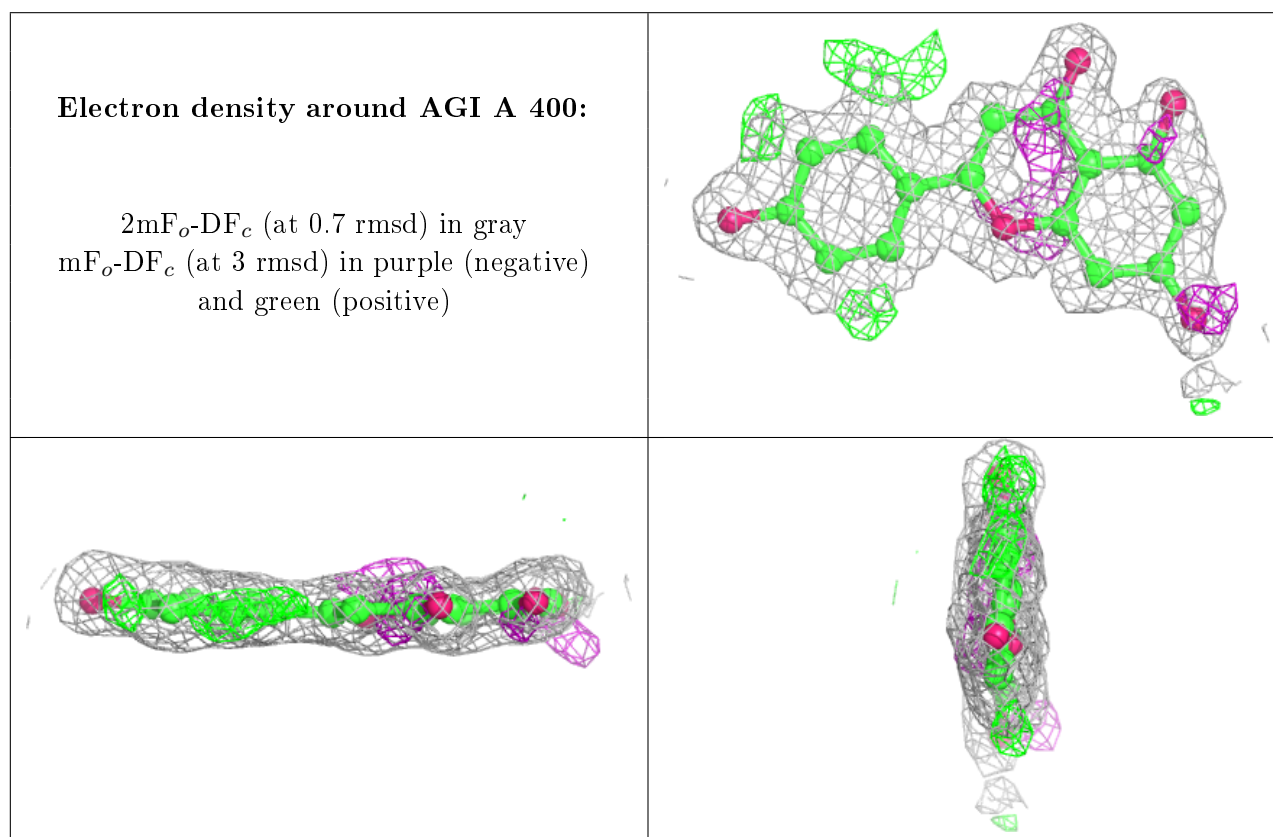 Electron density around AGI A 400:
2mFo-DFc (at 0.7 rmsd) in gray
mFo-DFc (at 3 rmsd) in purple (negative)
and green (positive)